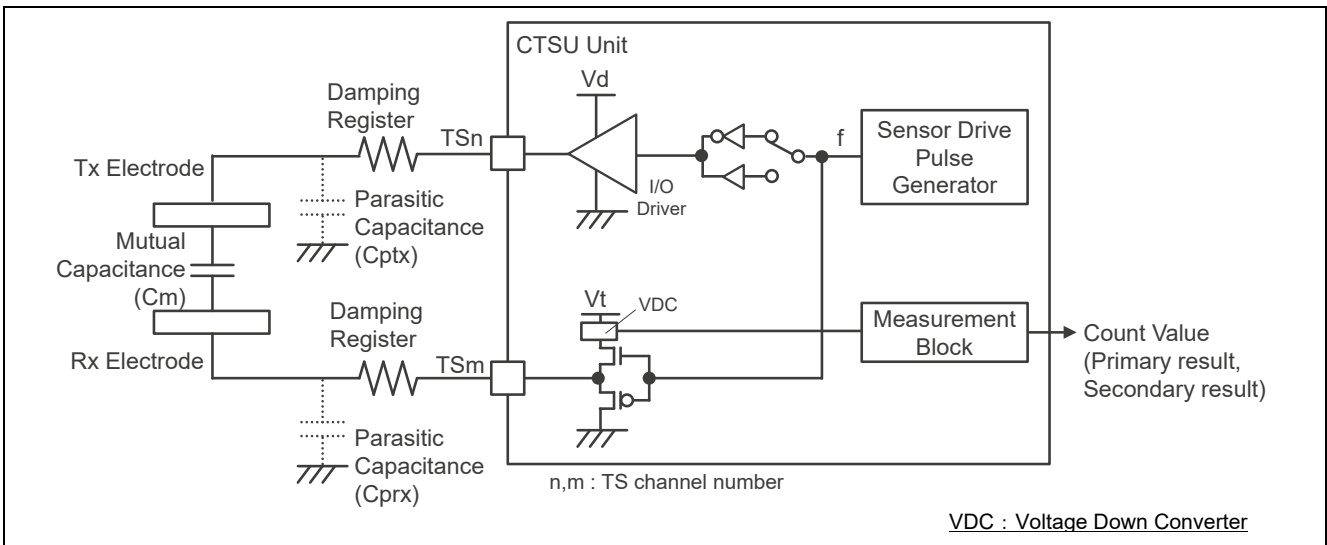 CTSU Unit
Vd
Damping
Register
TSn
f
Sensor Drive
Pulse
Generator
Tx Electrode
I/O
Driver
Parasitic
Capacitance
(Cptx)
Mutual
Capacitance
(Cm)
Damping
Register
Vt
VDC
Measurement
Block
Count Value
(Primary result,
Secondary result)
Rx Electrode
TSm
Parasitic
Capacitance
(Cprx)
n,m : TS channel number
VDC : Voltage Down Converter